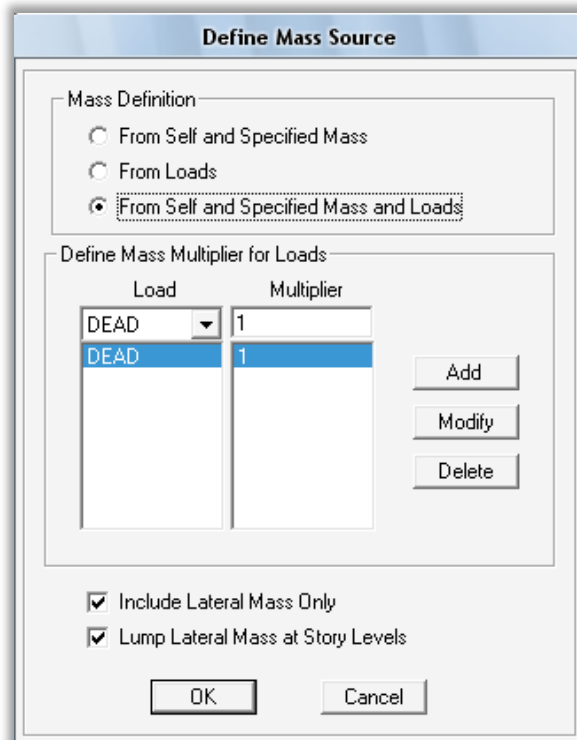 Define Mass Source
Mass Definition
From Self and Specified Mass
From Loads
From Self and Specified Mass and Loads
Define Mass Multiplier for Loads
Load Multiplier
DEAD 1
DEAD 1
Add
Modify
Delete
Include Lateral Mass Only
Lump Lateral Mass at Story Levels
OK Cancel